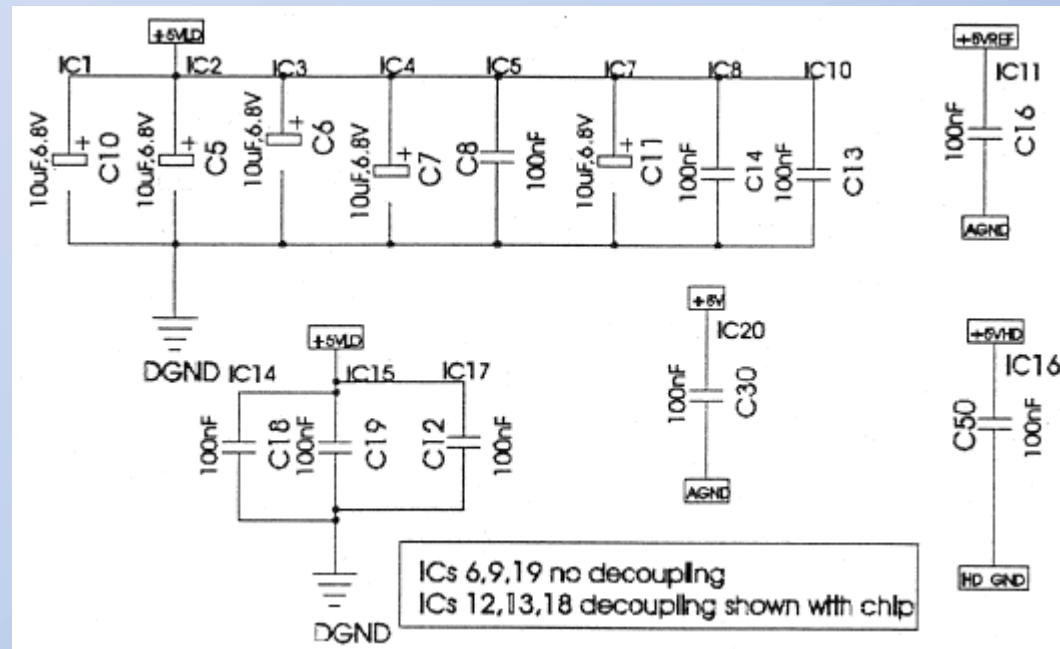 +5VLD
+5VREF
IC1
IC2
IC3
IC4
IC5
IC7
IC8
IC10
IC11
10uF,6.8V
C10
10uF,6.8V
C5
10uF,6.8V
C6
10uF,6.8V
C7
C8
100nF
10uF,6.8V
C11
100nF
C14
100nF
C13
100nF
C16
AGND
DGND
+5VLD
IC14
IC15
IC17
100nF
C18
100nF
C19
C12
100nF
DGND
+5V
IC20
100nF
C30
AGND
+5VHD
IC16
C50
100nF
HD GND
ICs 6,9,19 no decoupling
ICs 12,13,18 decoupling shown with chip